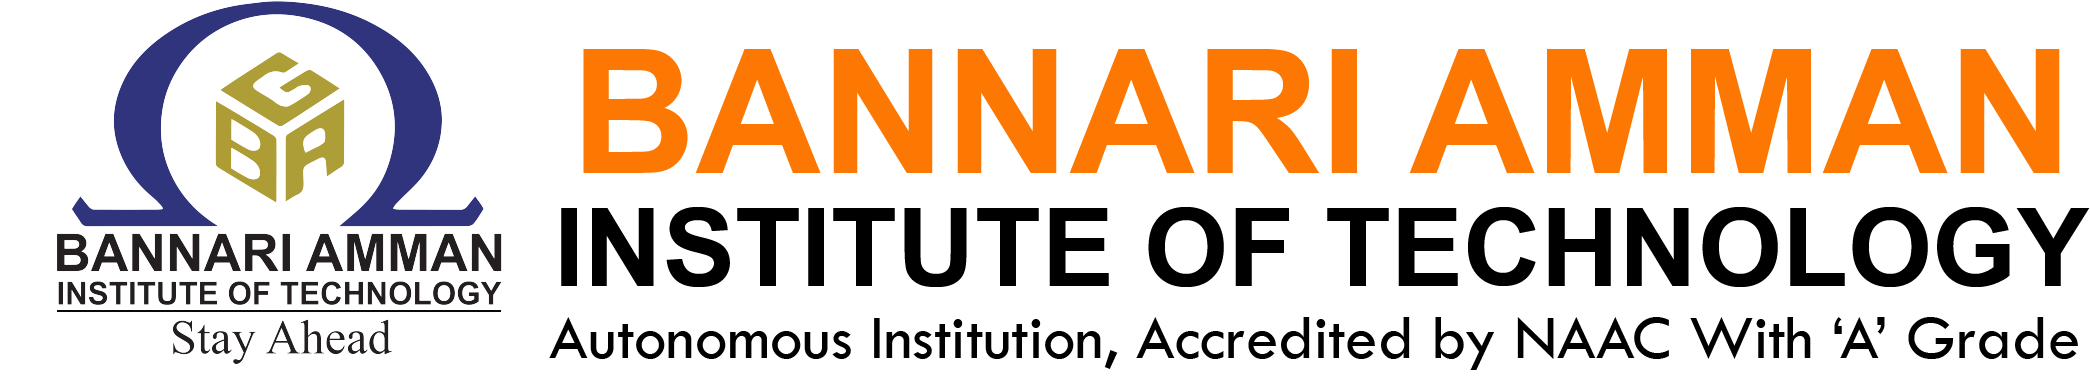 G
BA
BANNARI AMMAN
INSTITUTE OF TECHNOLOGY
Stay Ahead
BANNARI AMMAN
INSTITUTE OF TECHNOLOGY
Autonomous Institution, Accredited by NAAC With ‘A’ Grade